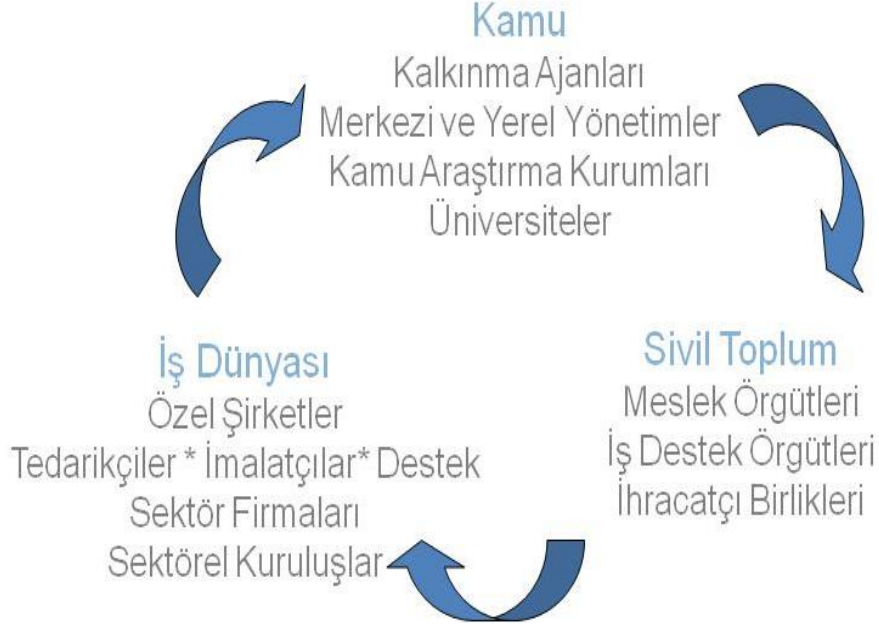 Kamu
Kalkınma Ajanları
Merkezi ve Yerel Yönetimler
Kamu Araştırma Kurumları
Üniversiteler
İş Dünyası
Özel Şirketler
Tedarikçiler * İmalatçılar* Destek
Sektör Firmaları
Sektörel Kuruluşlar
Sivil Toplum
Meslek Örgütleri
İş Destek Örgütleri
İhracatçı Birlikleri